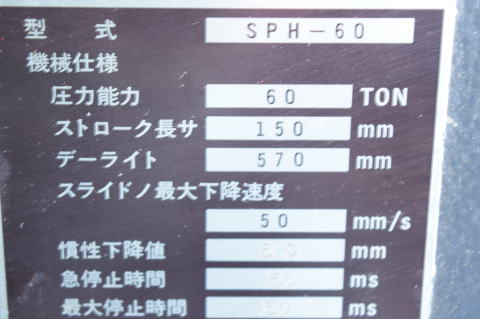 型式 SPH-60
機械仕様
圧力能力 60 TON
ストローク長サ 150 mm
デーライト 570 mm
スライドノ最大下降速度
50 mm/s
慣性下降値 mm
急停止時間 ms
最大停止時間 ms